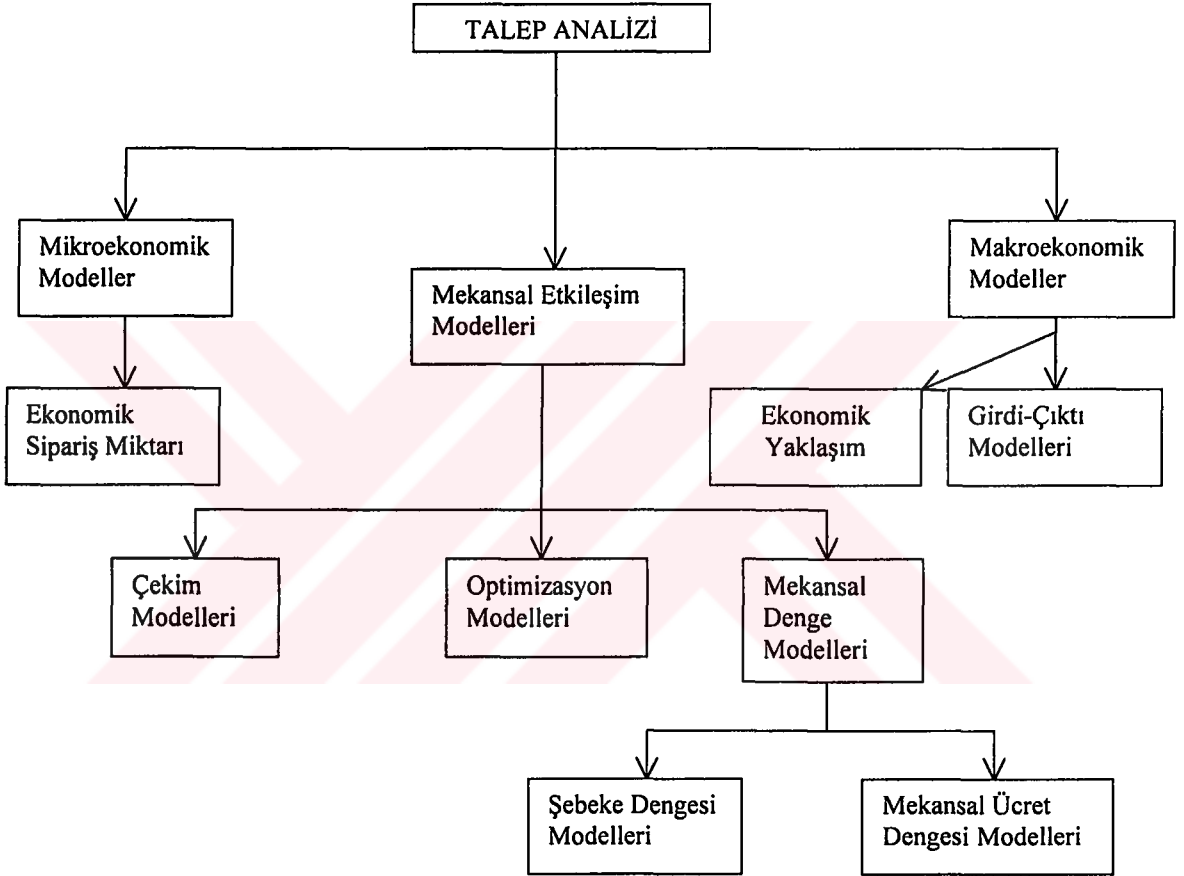 TALEP ANALİZİ
Mikroekonomik
Modeller
Mekansal Etkileşim
Modelleri
Makroekonomik
Modeller
Ekonomik
Sipariş Miktarı
Ekonomik
Yaklaşım
Girdi-Çıktı
Modelleri
Çekim
Modelleri
Optimizasyon
Modelleri
Mekansal
Denge
Modelleri
Şebeke Dengesi
Modelleri
Mekansal Ücret
Dengesi Modelleri